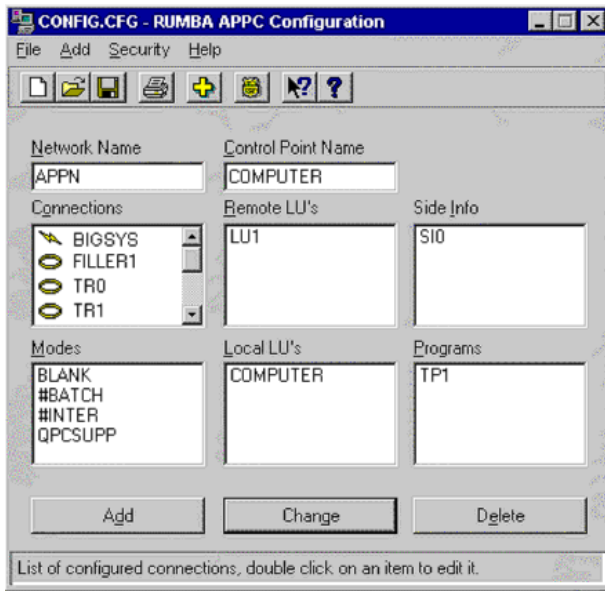 CONFIG.CFG - RUMBA APPC Configuration
File Add Security Help
Network Name
Control Point Name
APPN
COMPUTER
Connections
Remote LU's
Side Info
BIGSYS
FILLER1
TR0
TR1
LU1
SI0
Modes
Local LU's
Programs
BLANK
#BATCH
#INTER
QPCSUPP
COMPUTER
TP1
Add
Change
Delete
List of configured connections, double click on an item to edit it.